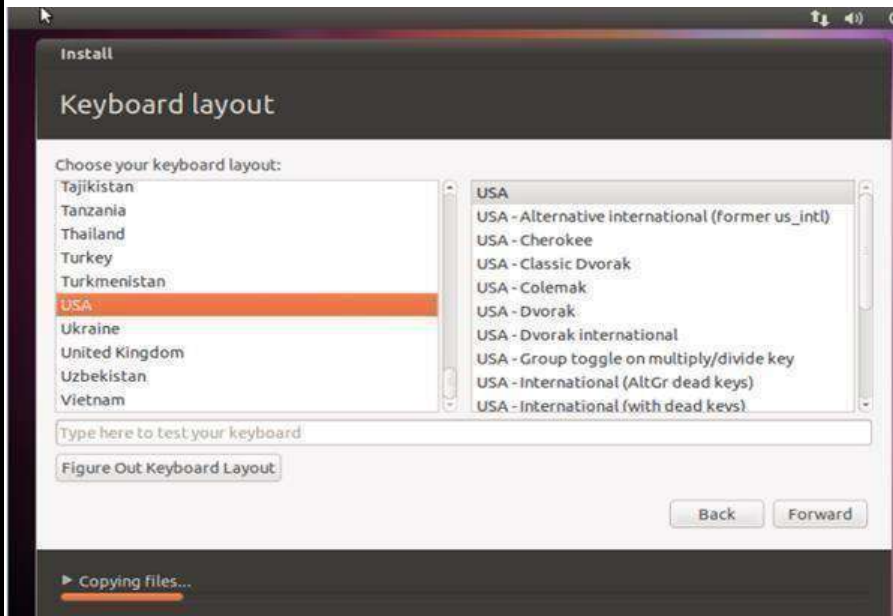 Install
Keyboard layout
Choose your keyboard layout:
Tajikistan
Tanzania
Thailand
Turkey
Turkmenistan
USA
Ukraine
United Kingdom
Uzbekistan
Vietnam
USA
USA - Alternative international (former us_intl)
USA - Cherokee
USA - Classic Dvorak
USA - Colemak
USA - Dvorak
USA - Dvorak international
USA - Group toggle on multiply/divide key
USA - International (AltGr dead keys)
USA - International (with dead keys)
Type here to test your keyboard
Figure Out Keyboard Layout
Back
Forward
Copying files...